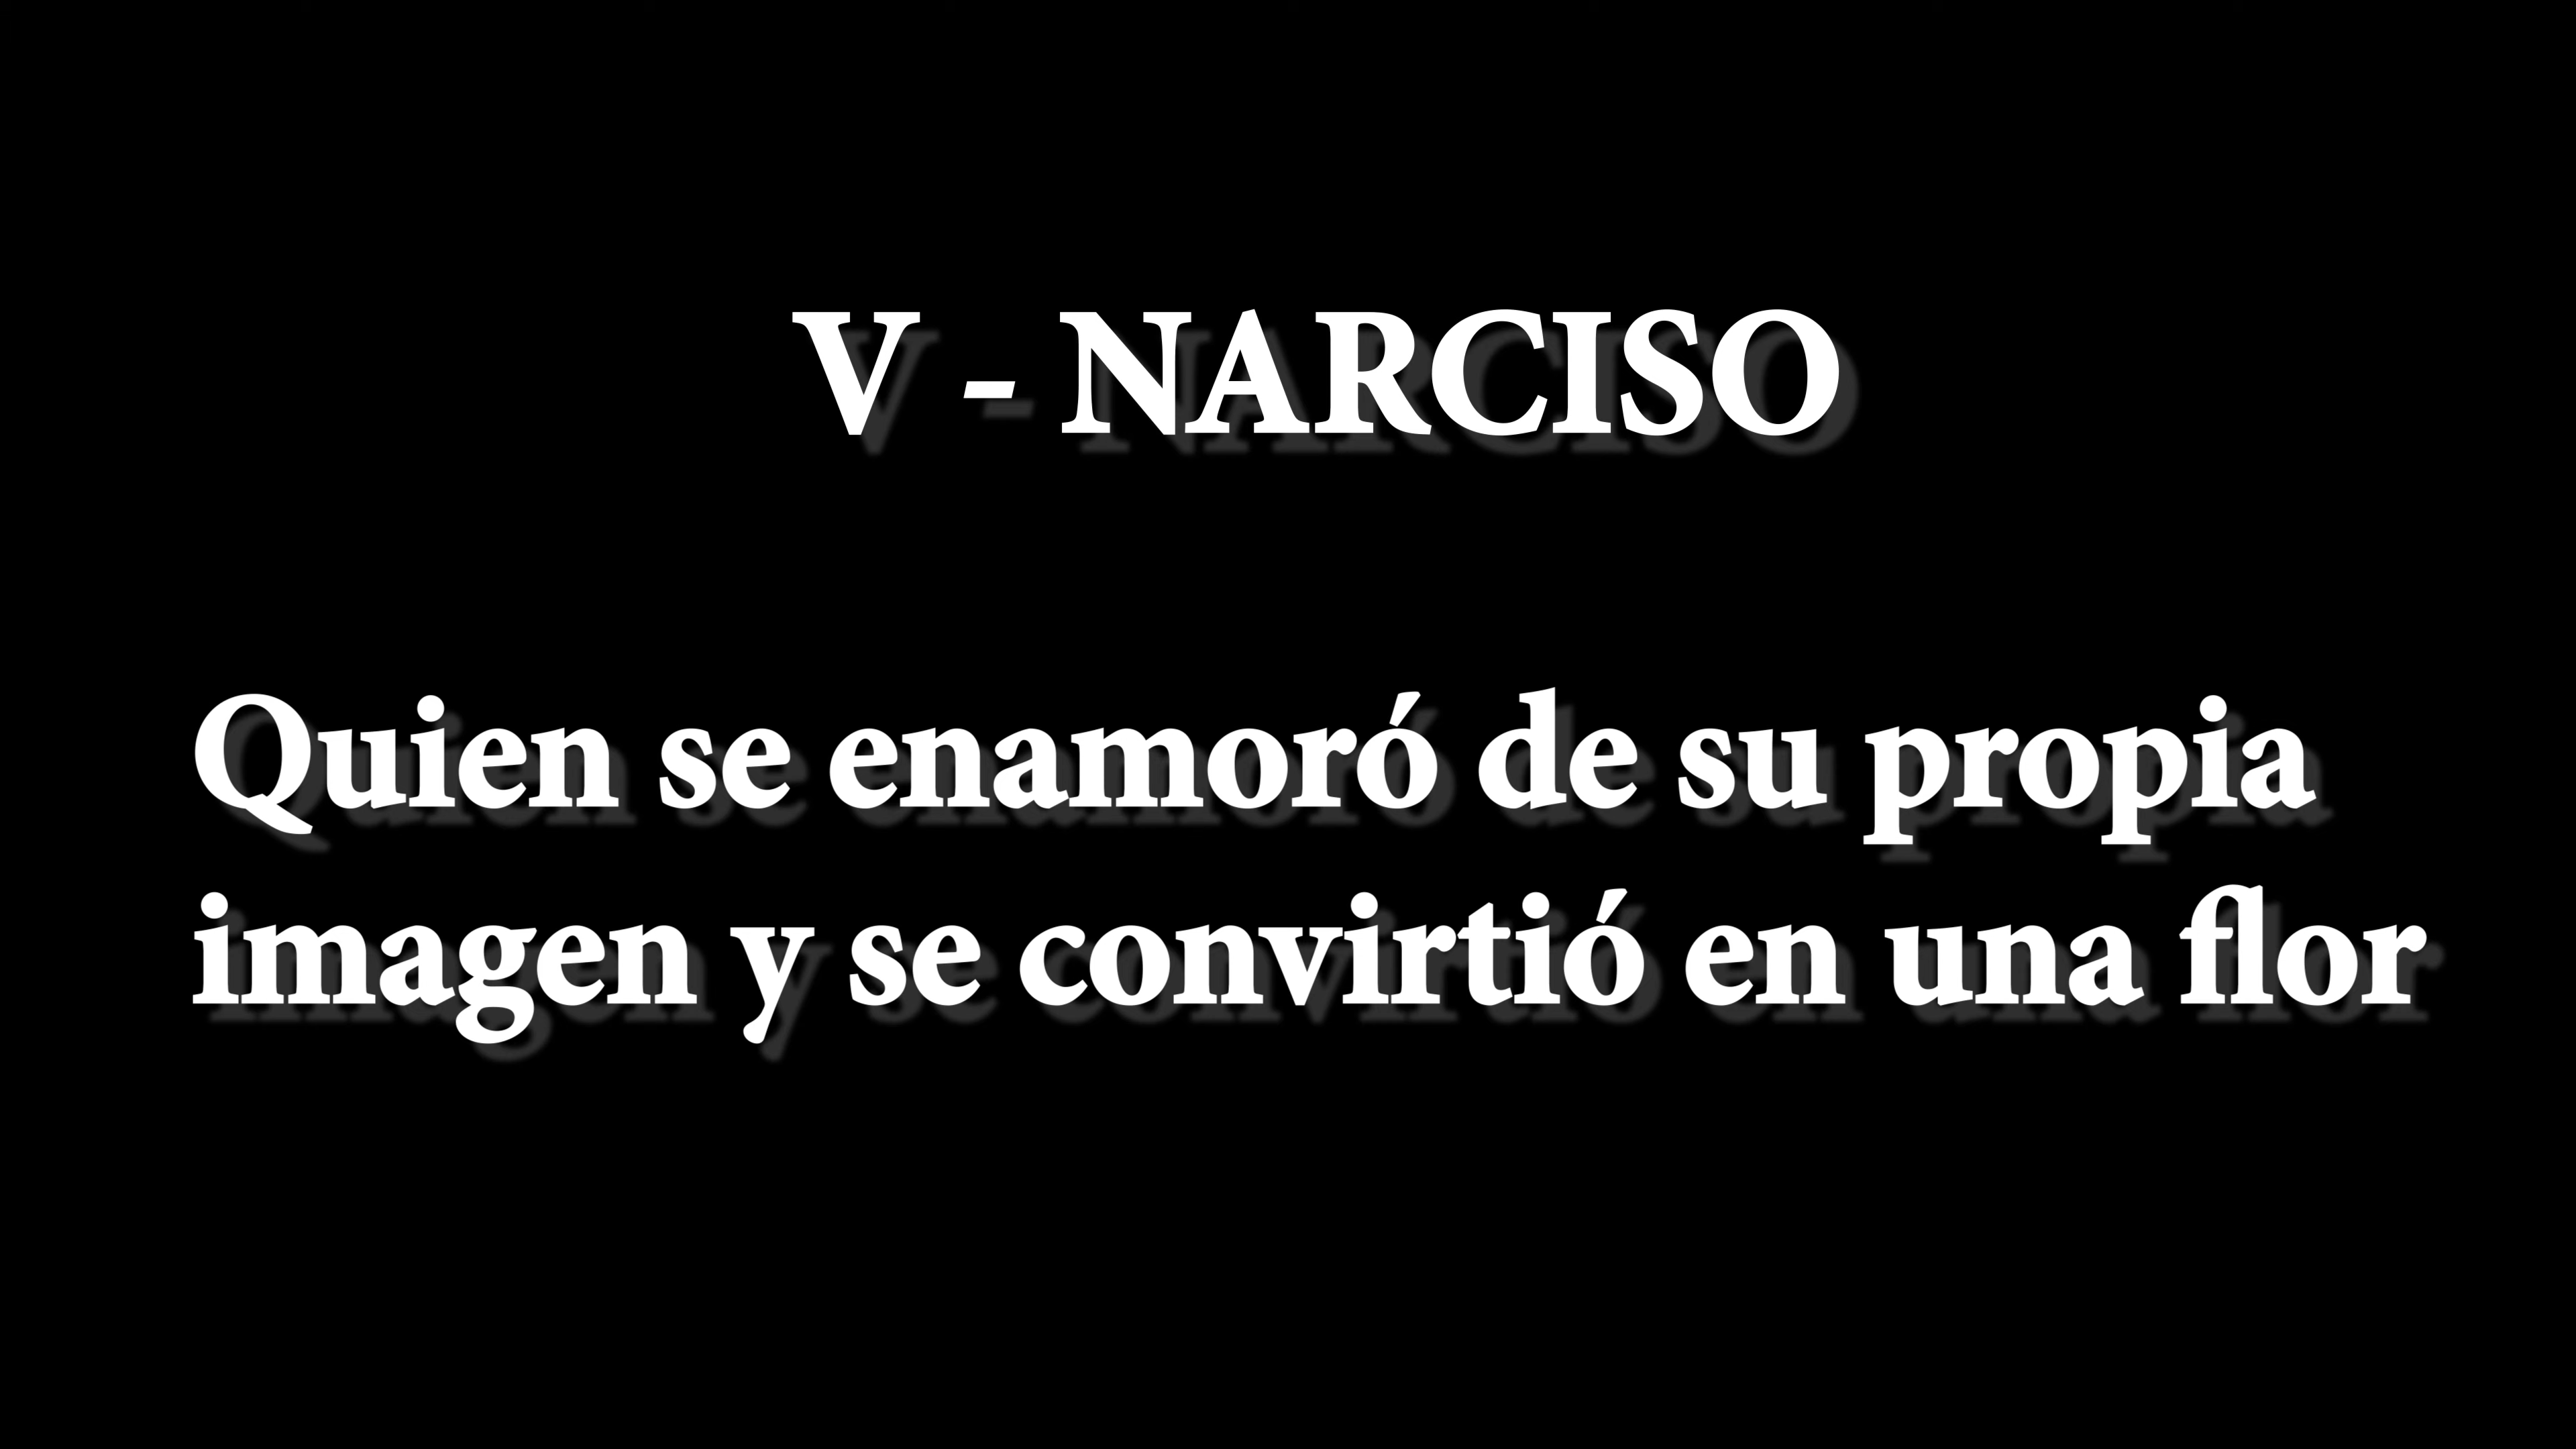 V - NARCISO
Quien se enamoró de su propia
imagen y se convirtió en una flor